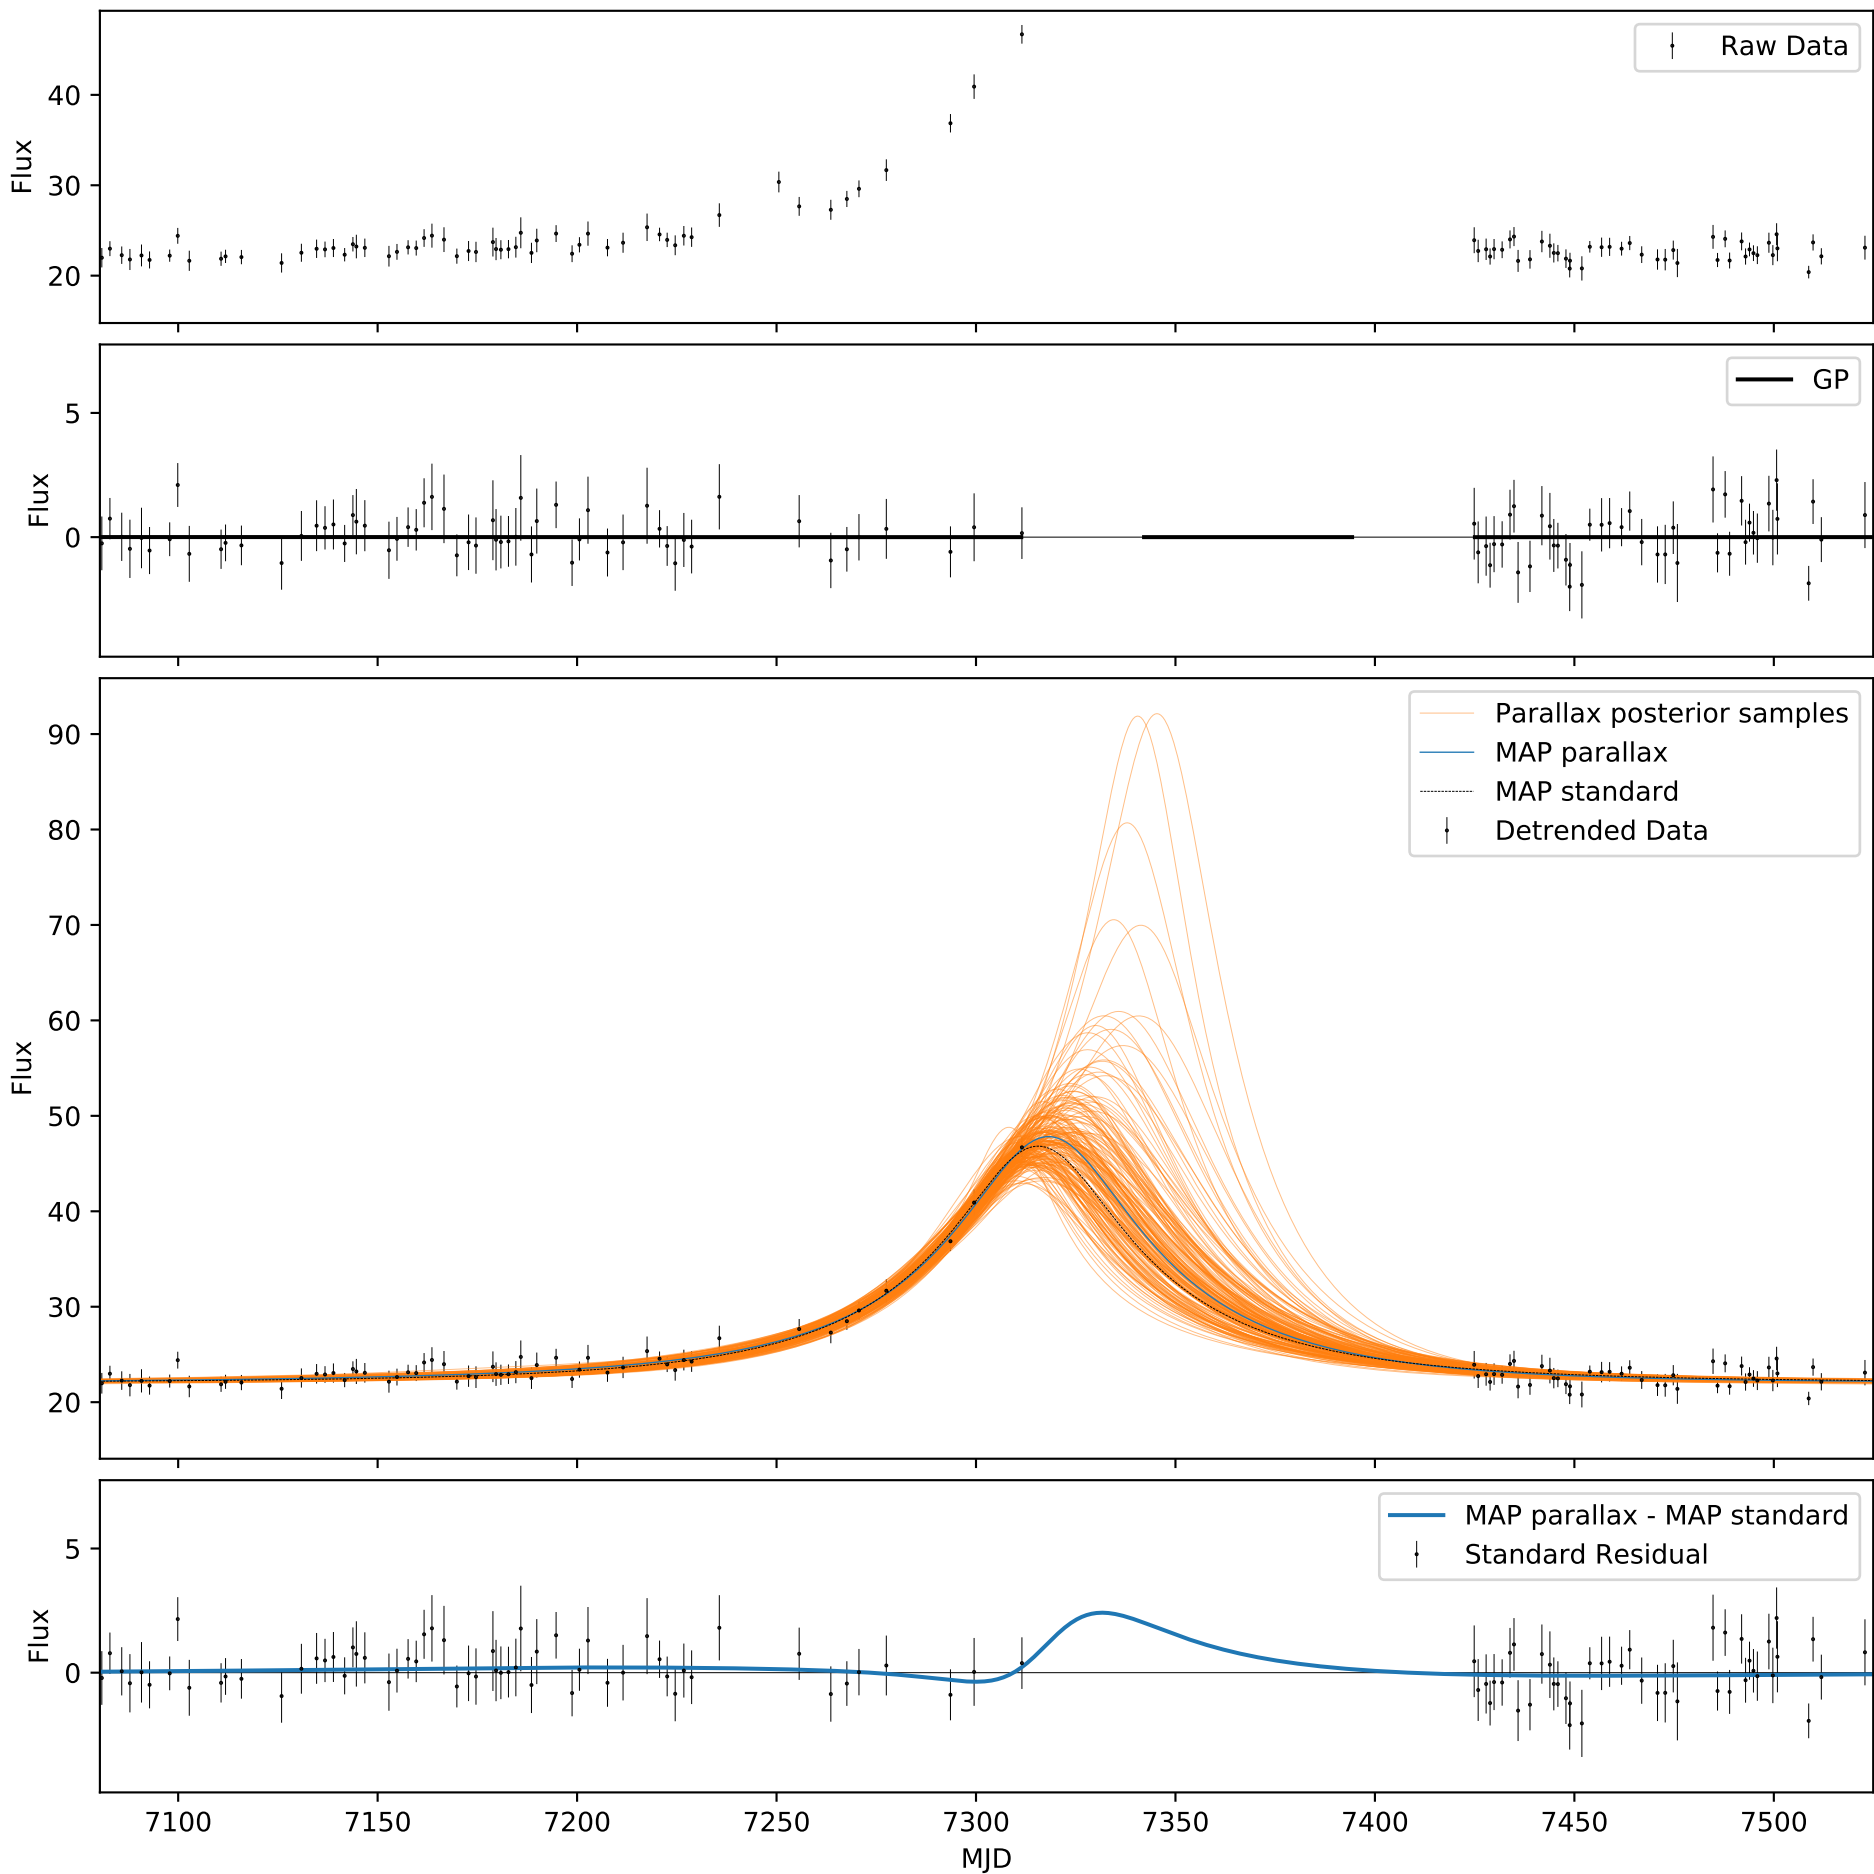 Raw Data
40
30
20
Flux
GP
5
0
Flux
Parallax posterior samples
MAP parallax
MAP standard
Detrended Data
90
80
70
60
50
40
30
20
Flux
MAP parallax - MAP standard
Standard Residual
5
0
Flux
7100 7150 7200 7250 7300 7350 7400 7450 7500
MJD